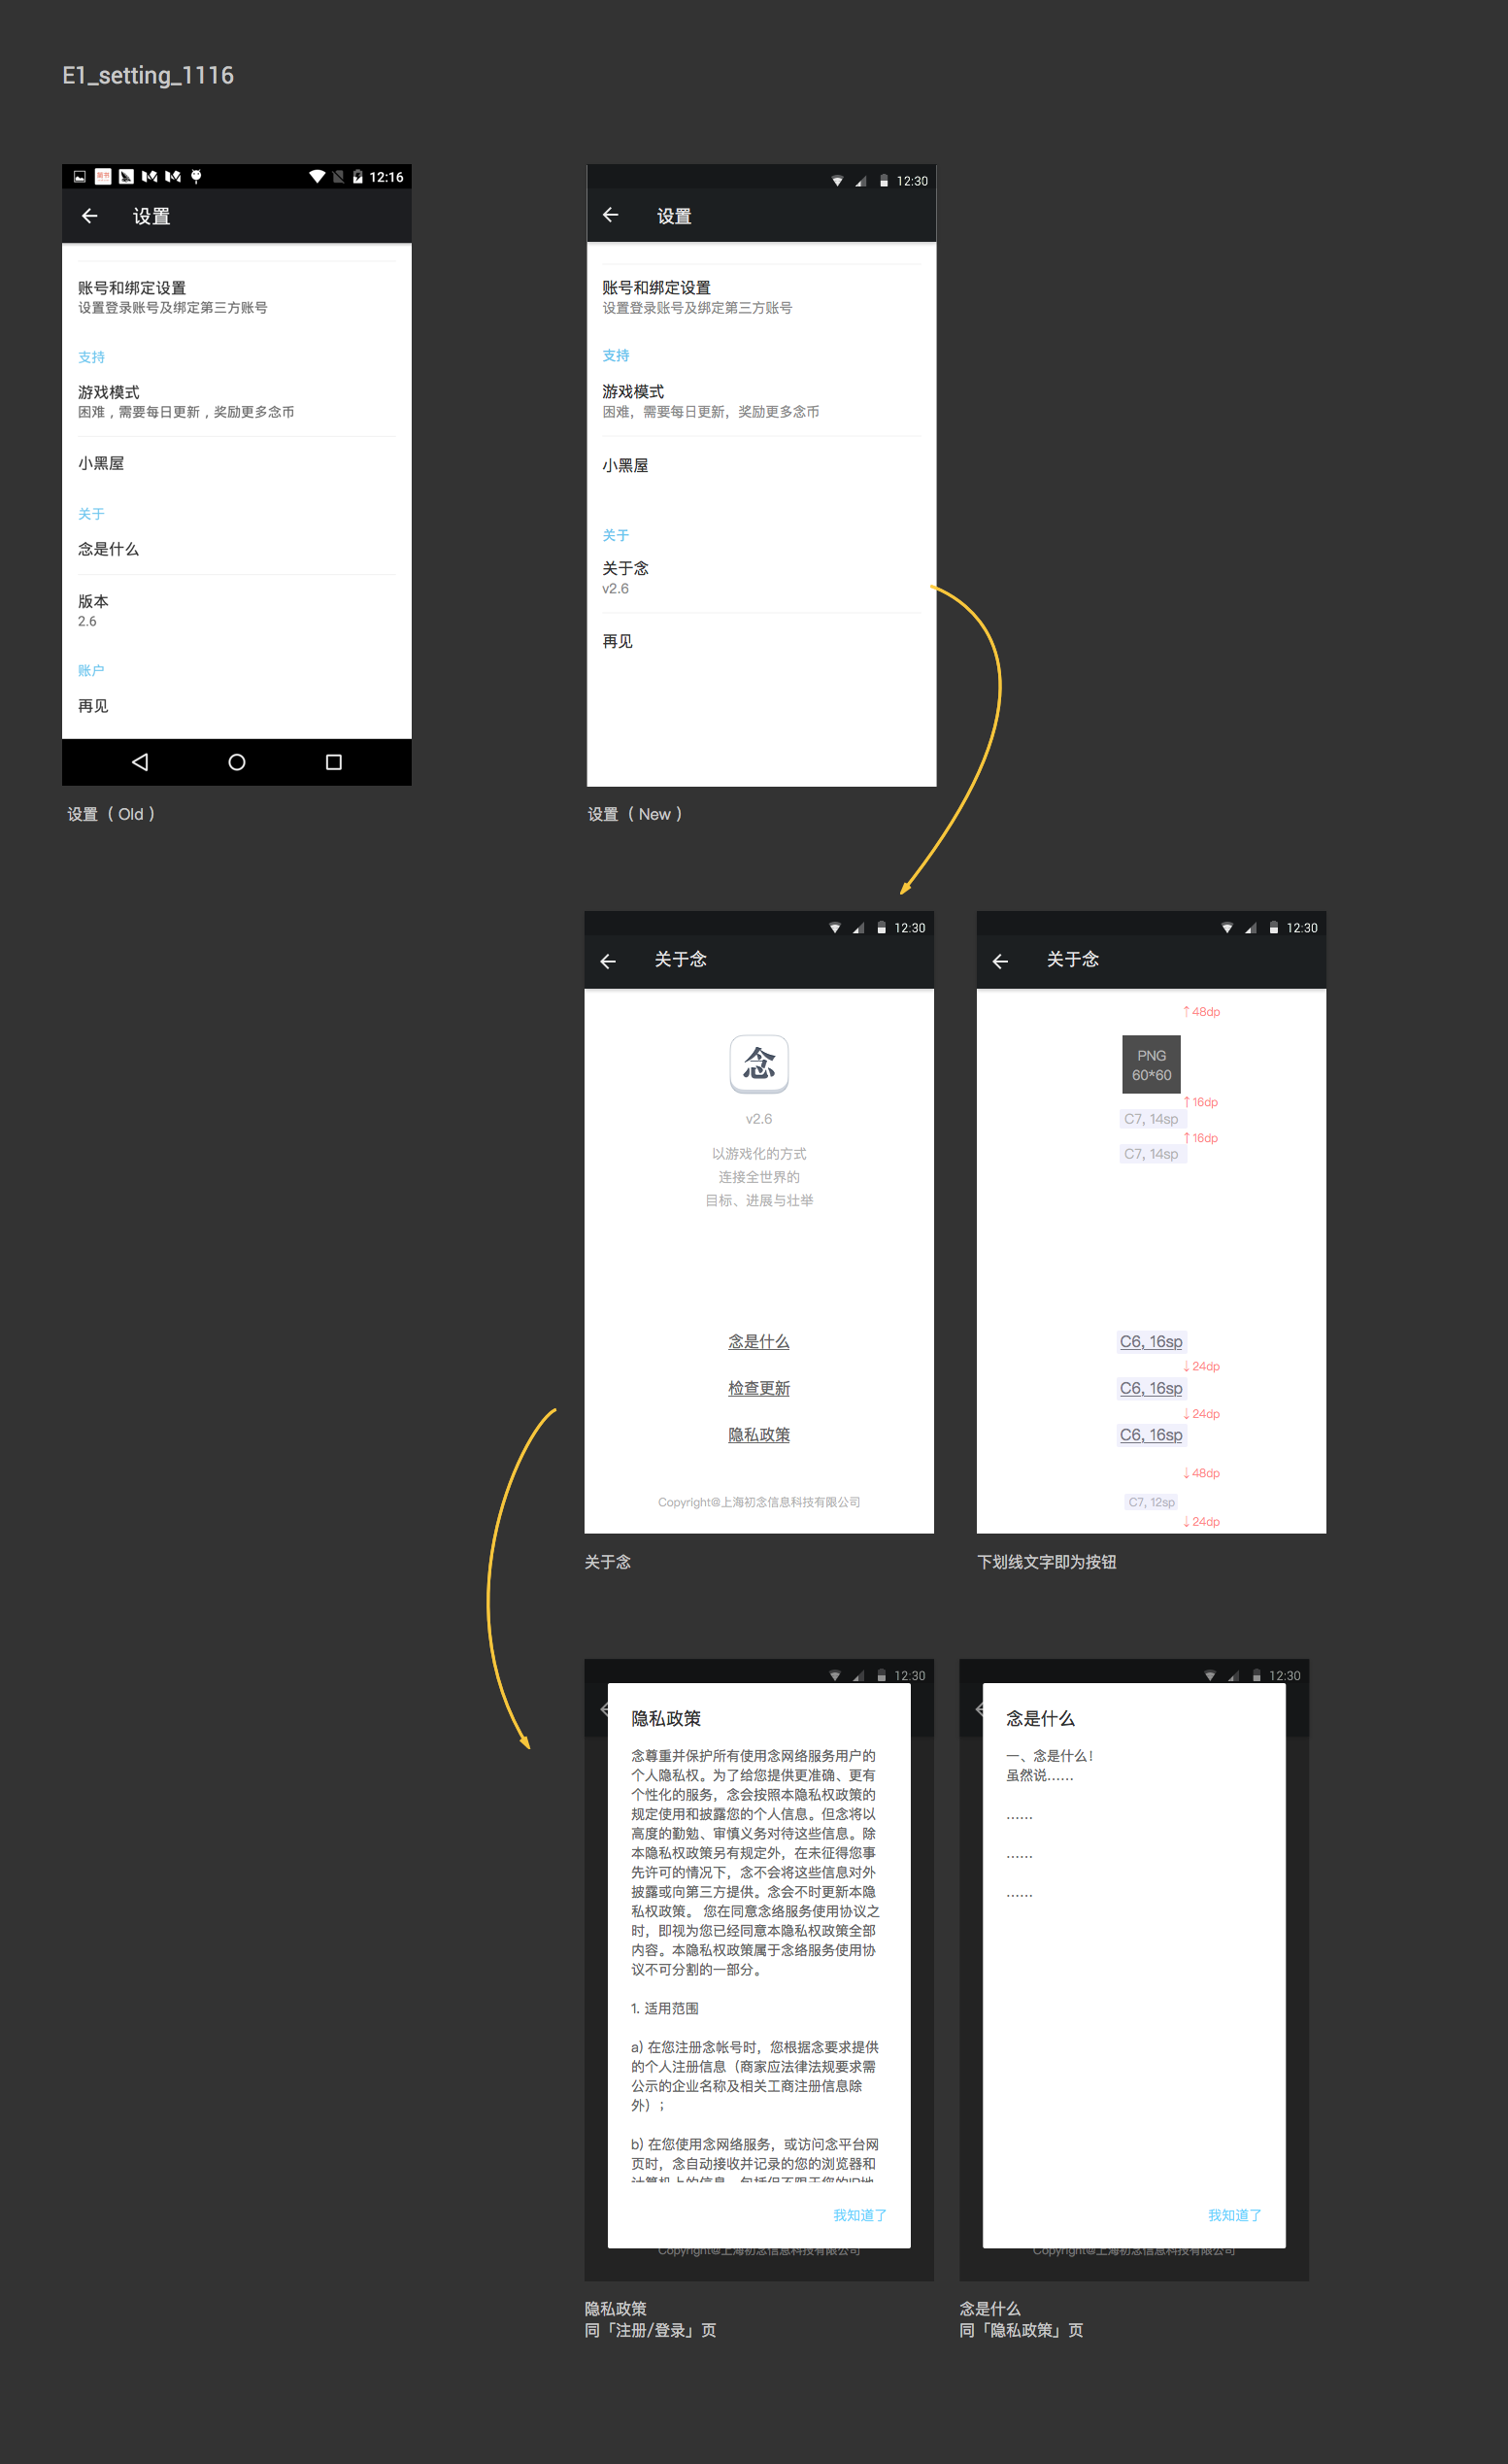 E1_setting_1116
12:16
设置
账号和绑定设置
设置登录账号及绑定第三方账号
支持
游戏模式
困难，需要每日更新，奖励更多念币
小黑屋
关于
念是什么
版本
2.6
账户
再见
设置（ Old ）
12:30
设置
账号和绑定设置
设置登录账号及绑定第三方账号
支持
游戏模式
困难，需要每日更新，奖励更多念币
小黑屋
关于
关于念
v2.6
再见
设置（ New ）
12:30
关于念
念
v2.6
以游戏化的方式
连接全世界的
目标、进展与壮举
念是什么
检查更新
隐私政策
Copyright@上海初念信息科技有限公司
关于念
12:30
关于念
↑48dp
PNG
60*60
↑16dp
C7, 14sp
↑16dp
C7, 14sp
C6, 16sp
↓24dp
C6, 16sp
↓24dp
C6, 16sp
↓48dp
C7, 12sp
↓24dp
下划线文字即为按钮
12:30
隐私政策
念尊重并保护所有使用念网络服务用户的
个人隐私权。为了给您提供更准确、更有
个性化的服务，念会按照本隐私权政策的
规定使用和披露您的个人信息。但念将以
高度的勤勉、审慎义务对待这些信息。除
本隐私权政策另有规定外，在未征得您事
先许可的情况下，念不会将这些信息对外
披露或向第三方提供。念会不时更新本隐
私权政策。 您在同意念络服务使用协议之
时，即视为您已经同意本隐私权政策全部
内容。本隐私权政策属于念络服务使用协
议不可分割的一部分。
1. 适用范围
a) 在您注册念帐号时，您根据念要求提供
的个人注册信息（商家应法律法规要求需
公示的企业名称及相关工商注册信息除
外）；
b) 在您使用念网络服务，或访问念平台网
页时，念自动接收并记录的您的浏览器和
计算机上的信息，包括但不限于您的IP地
我知道了
Copyright@上海初念信息科技有限公司
隐私政策
同「注册/登录」页
12:30
念是什么
一、念是什么！
虽然说……
……
……
……
我知道了
Copyright@上海初念信息科技有限公司
念是什么
同「隐私政策」页